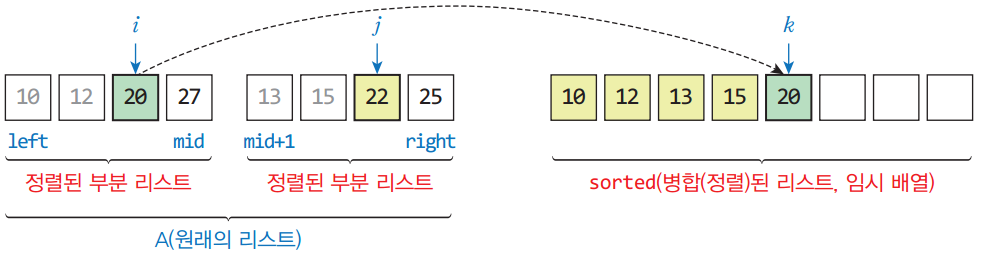 i j k
10 12 20 27 13 15 22 25 10 12 13 15 20
left mid mid+1 right
정렬된 부분 리스트 정렬된 부분 리스트 sorted(병합(정렬)된 리스트, 임시 배열)
A(원래의 리스트)